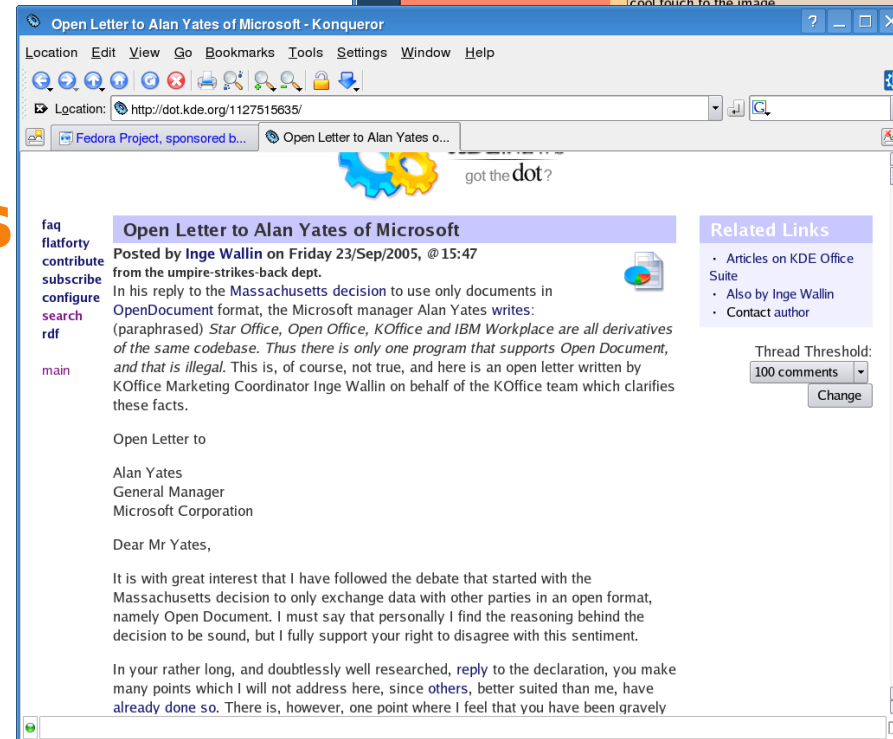 cool touch to the image
Open Letter to Alan Yates of Microsoft - Konqueror
Location Edit View Go Bookmarks Tools Settings Window Help
Location: http://dot.kde.org/1127515635/
Fedora Project, sponsored b... Open Letter to Alan Yates o...
got the dot?
s
faq
flatforty
contribute
subscribe
configure
search
rdf
main
Open Letter to Alan Yates of Microsoft
Posted by Inge Wallin on Friday 23/Sep/2005, @15:47
from the umpire-strikes-back dept.
In his reply to the Massachusetts decision to use only documents in
OpenDocument format, the Microsoft manager Alan Yates writes:
(paraphrased) Star Office, Open Office, KOffice and IBM Workplace are all derivatives
of the same codebase. Thus there is only one program that supports Open Document,
and that is illegal. This is, of course, not true, and here is an open letter written by
KOffice Marketing Coordinator Inge Wallin on behalf of the KOffice team which clarifies
these facts.
Open Letter to
Alan Yates
General Manager
Microsoft Corporation
Dear Mr Yates,
It is with great interest that I have followed the debate that started with the
Massachusetts decision to only exchange data with other parties in an open format,
namely Open Document. I must say that personally I find the reasoning behind the
decision to be sound, but I fully support your right to disagree with this sentiment.
In your rather long, and doubtlessly well researched, reply to the declaration, you make
many points which I will not address here, since others, better suited than me, have
already done so. There is, however, one point where I feel that you have been gravely
Related Links
· Articles on KDE Office
Suite
· Also by Inge Wallin
· Contact author
Thread Threshold:
100 comments
Change